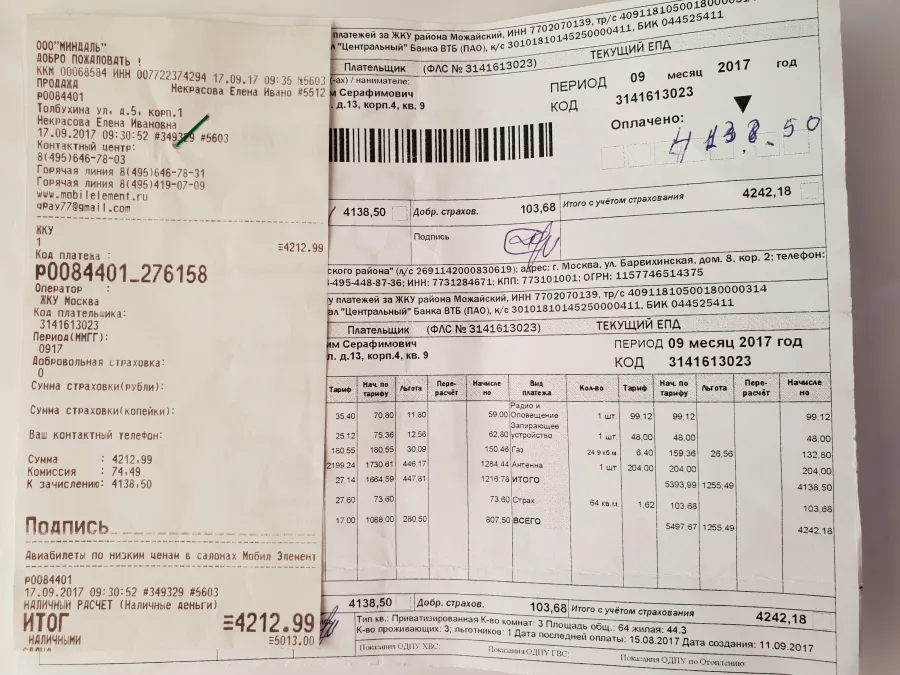 ООО"МИНДАЛЬ"
ДОБРО ПОЖАЛОВАТЬ !
ККМ 00068584 ИНН 007722374294 17.09.17 09:35 №5603
ПРОДАЖА Некрасова Елена Ивано №5512
p0084401
Толбухина ул, д.5, корп.1
Некрасова Елена Ивановна
17.09.2017 09:30:52 #349329 #5603
Контактный центр:
8(495)646-78-03
Горячая линия 8(495)646-78-31
Горячая линия 8(495)419-07-09
www.mobilelement.ru
qpay77@gmail.com
ЖКУ
1 ≡4212.99
Код платежа :
p0084401_276158
Оператор :
ЖКУ Москва
Код плательщика:
3141613023
Период(ММГГ):
0917
Добровольная страховка:
0
Сумма страховки(рубли):
Сумма страховки(копейки):
Ваш контактный телефон:
Сумма : 4212,99
Комиссия : 74,49
К зачислению: 4138,50
Подпись
Авиабилеты по низким ценам в салонах Мобил Элемент
p0084401
17.09.2017 09:30:52 #349329 #5603
НАЛИЧНЫЙ РАСЧЕТ (Наличные деньги)
ИТОГ ≡4212.99
НАЛИЧНЫМИ ≡5013.00
платежей за ЖКУ района Можайский, ИНН 7702070139, тр/с 40911810500180000314
"Центральный" Банка ВТБ (ПАО), к/с 30101810145250000411, БИК 044525411
Плательщик (ФЛС № 3141613023) ТЕКУЩИЙ ЕПД
/ нанимателе:
м Серафимович
д.13, корп.4, кв. 9
ПЕРИОД 09 месяц 2017 год
КОД 3141613023
Оплачено:
4138.50
4138,50 Добр. страхов. 103,68 Итого с учётом страхования 4242,18
Подпись
ского района" (л/с 2691142000830619): адрес: г. Москва, ул. Барвихинская, дом. 8, кор. 2; телефон:
-495-448-87-36; ИНН: 7731284671; КПП: 773101001; ОГРН: 1157746514375
у платежей за ЖКУ района Можайский, ИНН 7702070139, тр/с 40911810500180000314
ал "Центральный" Банка ВТБ (ПАО), к/с 30101810145250000411, БИК 044525411
Плательщик (ФЛС № 3141613023) ТЕКУЩИЙ ЕПД
им Серафимович
л. д.13, корп.4, кв. 9
ПЕРИОД 09 месяц 2017 год
КОД 3141613023
Тариф Нач. по тарифу Льгота Пере-расчёт Начисле но Вид платежа Кол-во Тариф Нач. по тарифу Льгота Пере-расчёт Начисле но
35.40 70,80 11.80 59,00 Радио и Оповещение 1 шт 99,12 99,12 99,12
25,12 75.36 12,56 62,80 Запирающее устройство 1 шт 48,00 48,00 48,00
180,55 180,55 30,09 150,46 Газ 24.9 кб.м 6,40 159.36 26,56 132,80
2199,24 1730,61 446,17 1284,44 Антенна 1 шт 204,00 204.00 204,00
27,14 1664,59 447,81 1216,78 ИТОГО 5393,99 1255,49 4138,50
27,60 73,60 73,60 Страх 64 кв.м. 1,62 103,68 103,68
17,00 1088,00 280,50 807,50 ВСЕГО 5497,67 1255,49 4242,18
4138,50 Добр. страхов. 103,68 Итого с учётом страхования 4242,18
Тип кв.: Приватизированная К-во комнат: 3 Площадь общ.: 64 жилая: 44.3
К-во проживающих: 3; льготников: 1 Дата последней оплаты: 15.08.2017 Дата создания: 11.09.2017
Показания ОДПУ ХВС: Показания ОДПУ ГВС: Показания ОДПУ по Отоплению: